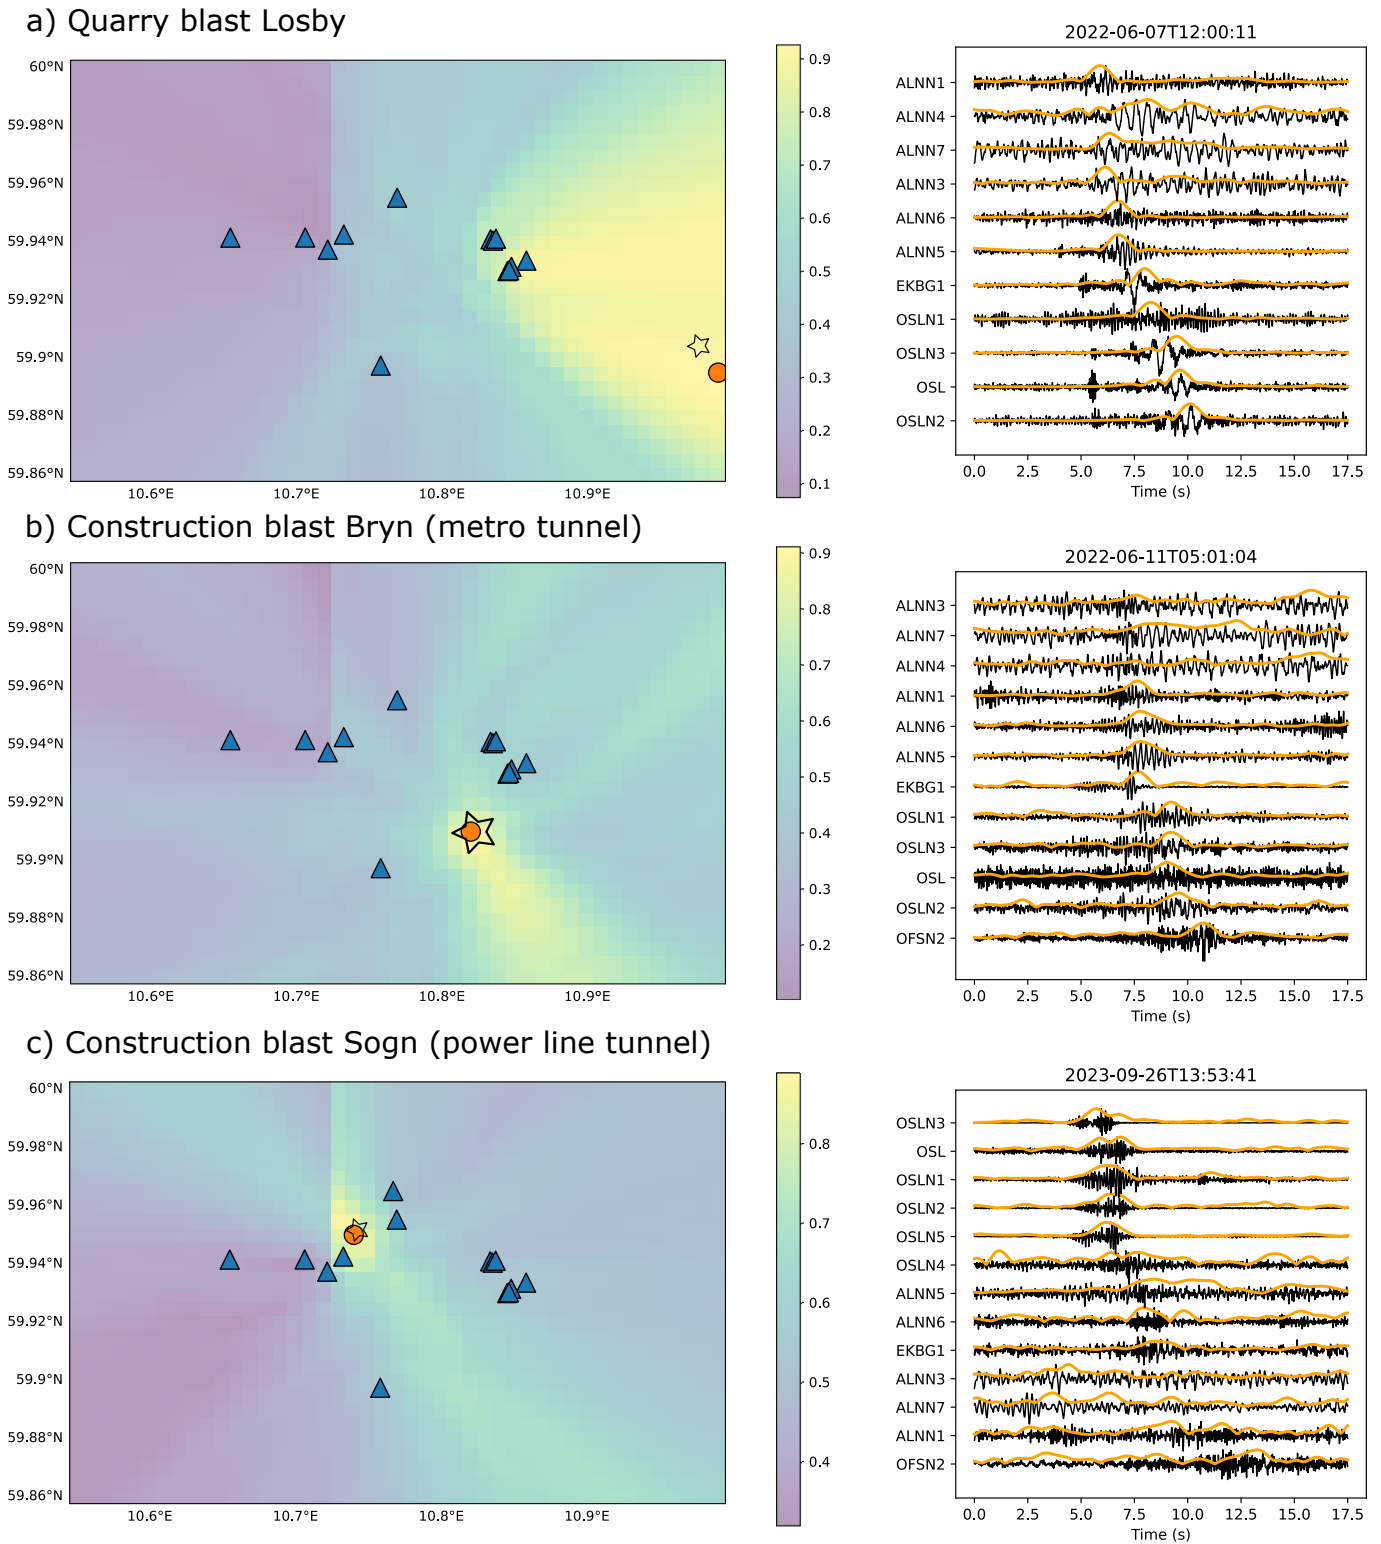 a) Quarry blast Losby
60°N
59.98°N
59.96°N
59.94°N
59.92°N
59.9°N
59.88°N
59.86°N
10.6°E 10.7°E 10.8°E 10.9°E
0.9
0.8
0.7
0.6
0.5
0.4
0.3
0.2
0.1
2022-06-07T12:00:11
ALNN1
ALNN4
ALNN7
ALNN3
ALNN6
ALNN5
EKBG1
OSLN1
OSLN3
OSL
OSLN2
0.0 2.5 5.0 7.5 10.0 12.5 15.0 17.5
Time (s)
b) Construction blast Bryn (metro tunnel)
60°N
59.98°N
59.96°N
59.94°N
59.92°N
59.9°N
59.88°N
59.86°N
10.6°E 10.7°E 10.8°E 10.9°E
0.9
0.8
0.7
0.6
0.5
0.4
0.3
0.2
2022-06-11T05:01:04
ALNN3
ALNN7
ALNN4
ALNN1
ALNN6
ALNN5
EKBG1
OSLN1
OSLN3
OSL
OSLN2
OFSN2
0.0 2.5 5.0 7.5 10.0 12.5 15.0 17.5
Time (s)
c) Construction blast Sogn (power line tunnel)
60°N
59.98°N
59.96°N
59.94°N
59.92°N
59.9°N
59.88°N
59.86°N
10.6°E 10.7°E 10.8°E 10.9°E
0.8
0.7
0.6
0.5
0.4
2023-09-26T13:53:41
OSLN3
OSL
OSLN1
OSLN2
OSLN5
OSLN4
ALNN5
ALNN6
EKBG1
ALNN3
ALNN7
ALNN1
OFSN2
0.0 2.5 5.0 7.5 10.0 12.5 15.0 17.5
Time (s)